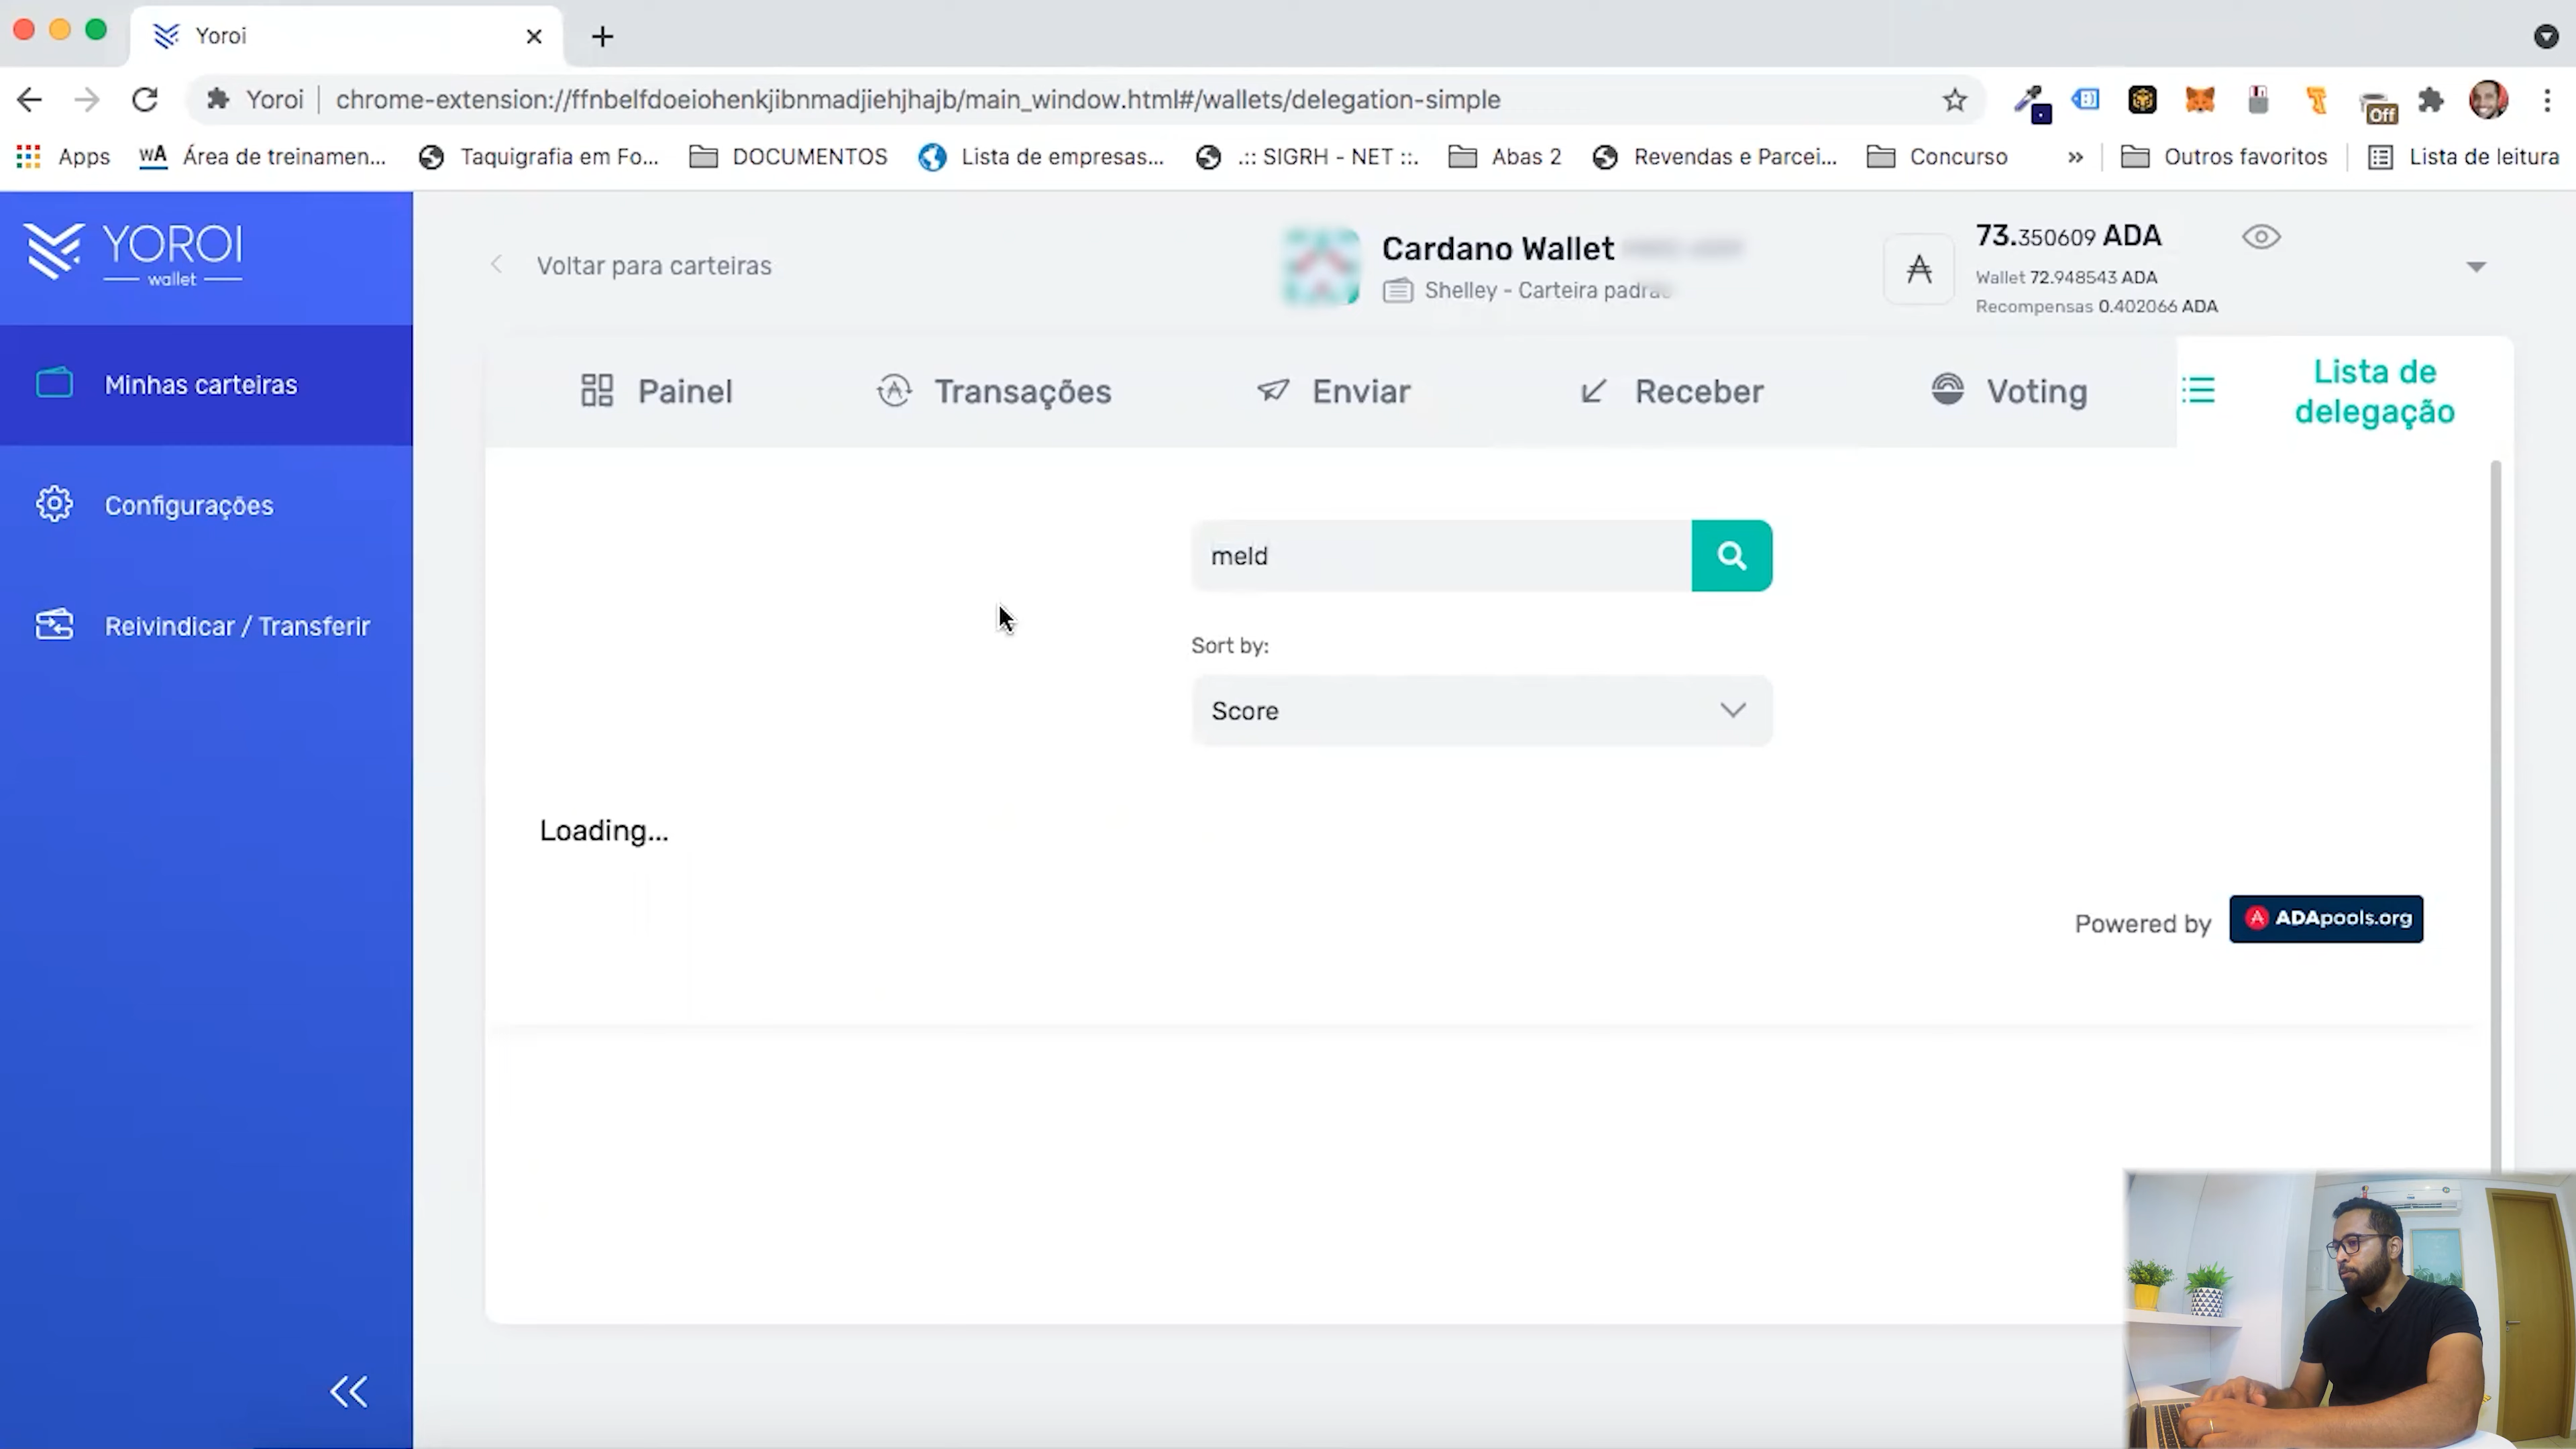 Yoroi
Yoroi | chrome-extension://ffnbelfdoeiohenkjibnmadjiehjhajb/main_window.html#/wallets/delegation-simple
Off
Apps wA Área de treinamen... Taquigrafia em Fo... DOCUMENTOS Lista de empresas... .:: SIGRH - NET ::. Abas 2 Revendas e Parcei... Concurso » Outros favoritos Lista de leitura
YOROI
wallet
Voltar para carteiras
Cardano Wallet
Shelley - Carteira padrão
73.350609 ADA
Wallet 72.948543 ADA
Recompensas 0.402066 ADA
Minhas carteiras
Configurações
Reivindicar / Transferir
Painel Transações Enviar Receber Voting Lista de
delegação
meld
Sort by:
Score
Loading...
Powered by ADApools.org